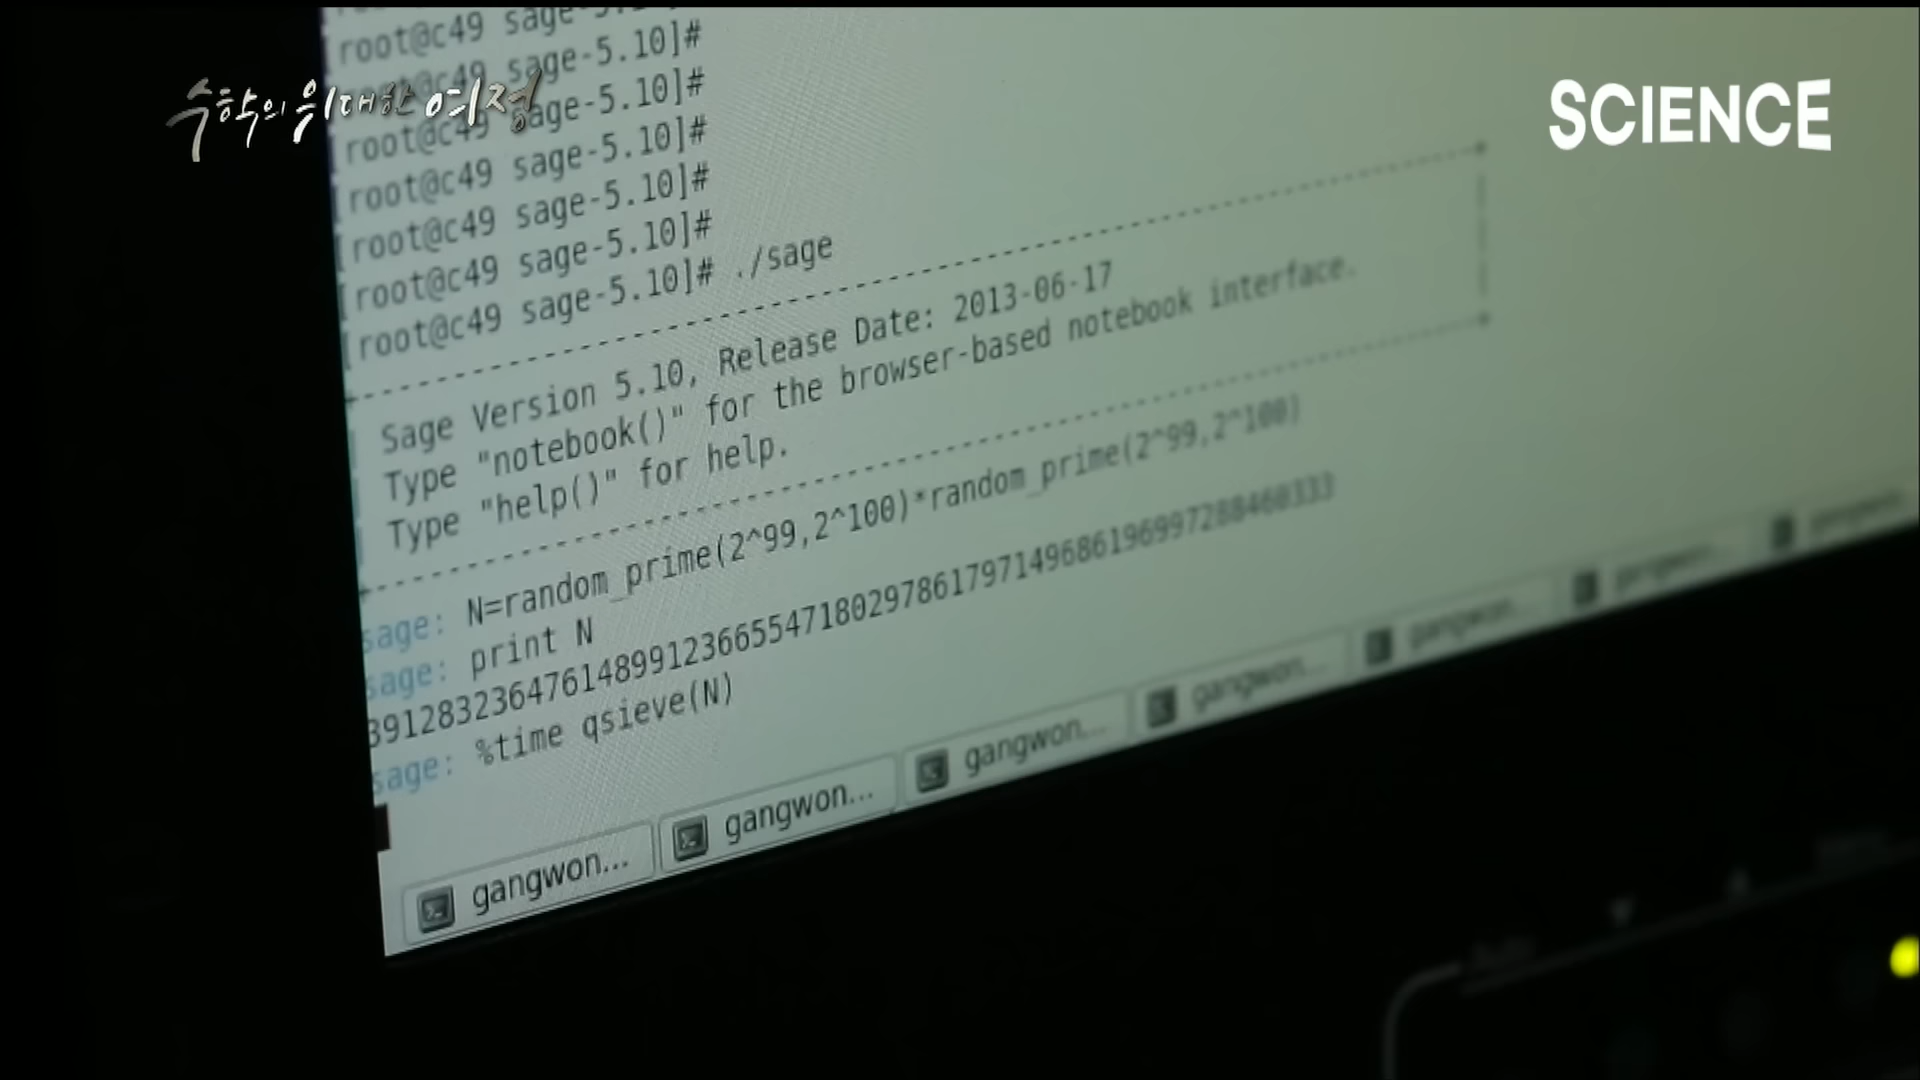 수학의 위대한 여정
SCIENCE
[root@c49 sage-5.10]#
[root@c49 sage-5.10]#
[root@c49 sage-5.10]#
[root@c49 sage-5.10]#
[root@c49 sage-5.10]#
[root@c49 sage-5.10]#
[root@c49 sage-5.10]# ./sage
Sage Version 5.10, Release Date: 2013-06-17
Type "notebook()" for the browser-based notebook interface.
Type "help()" for help.
sage: N=random_prime(2^99,2^100)*random_prime(2^99,2^100)
sage: print N
39128323647614899123665547180297861797149686196997288460333
sage: %time qsieve(N)
gangwon...
gangwon...
gangwon...
gangwon...
gangwon...